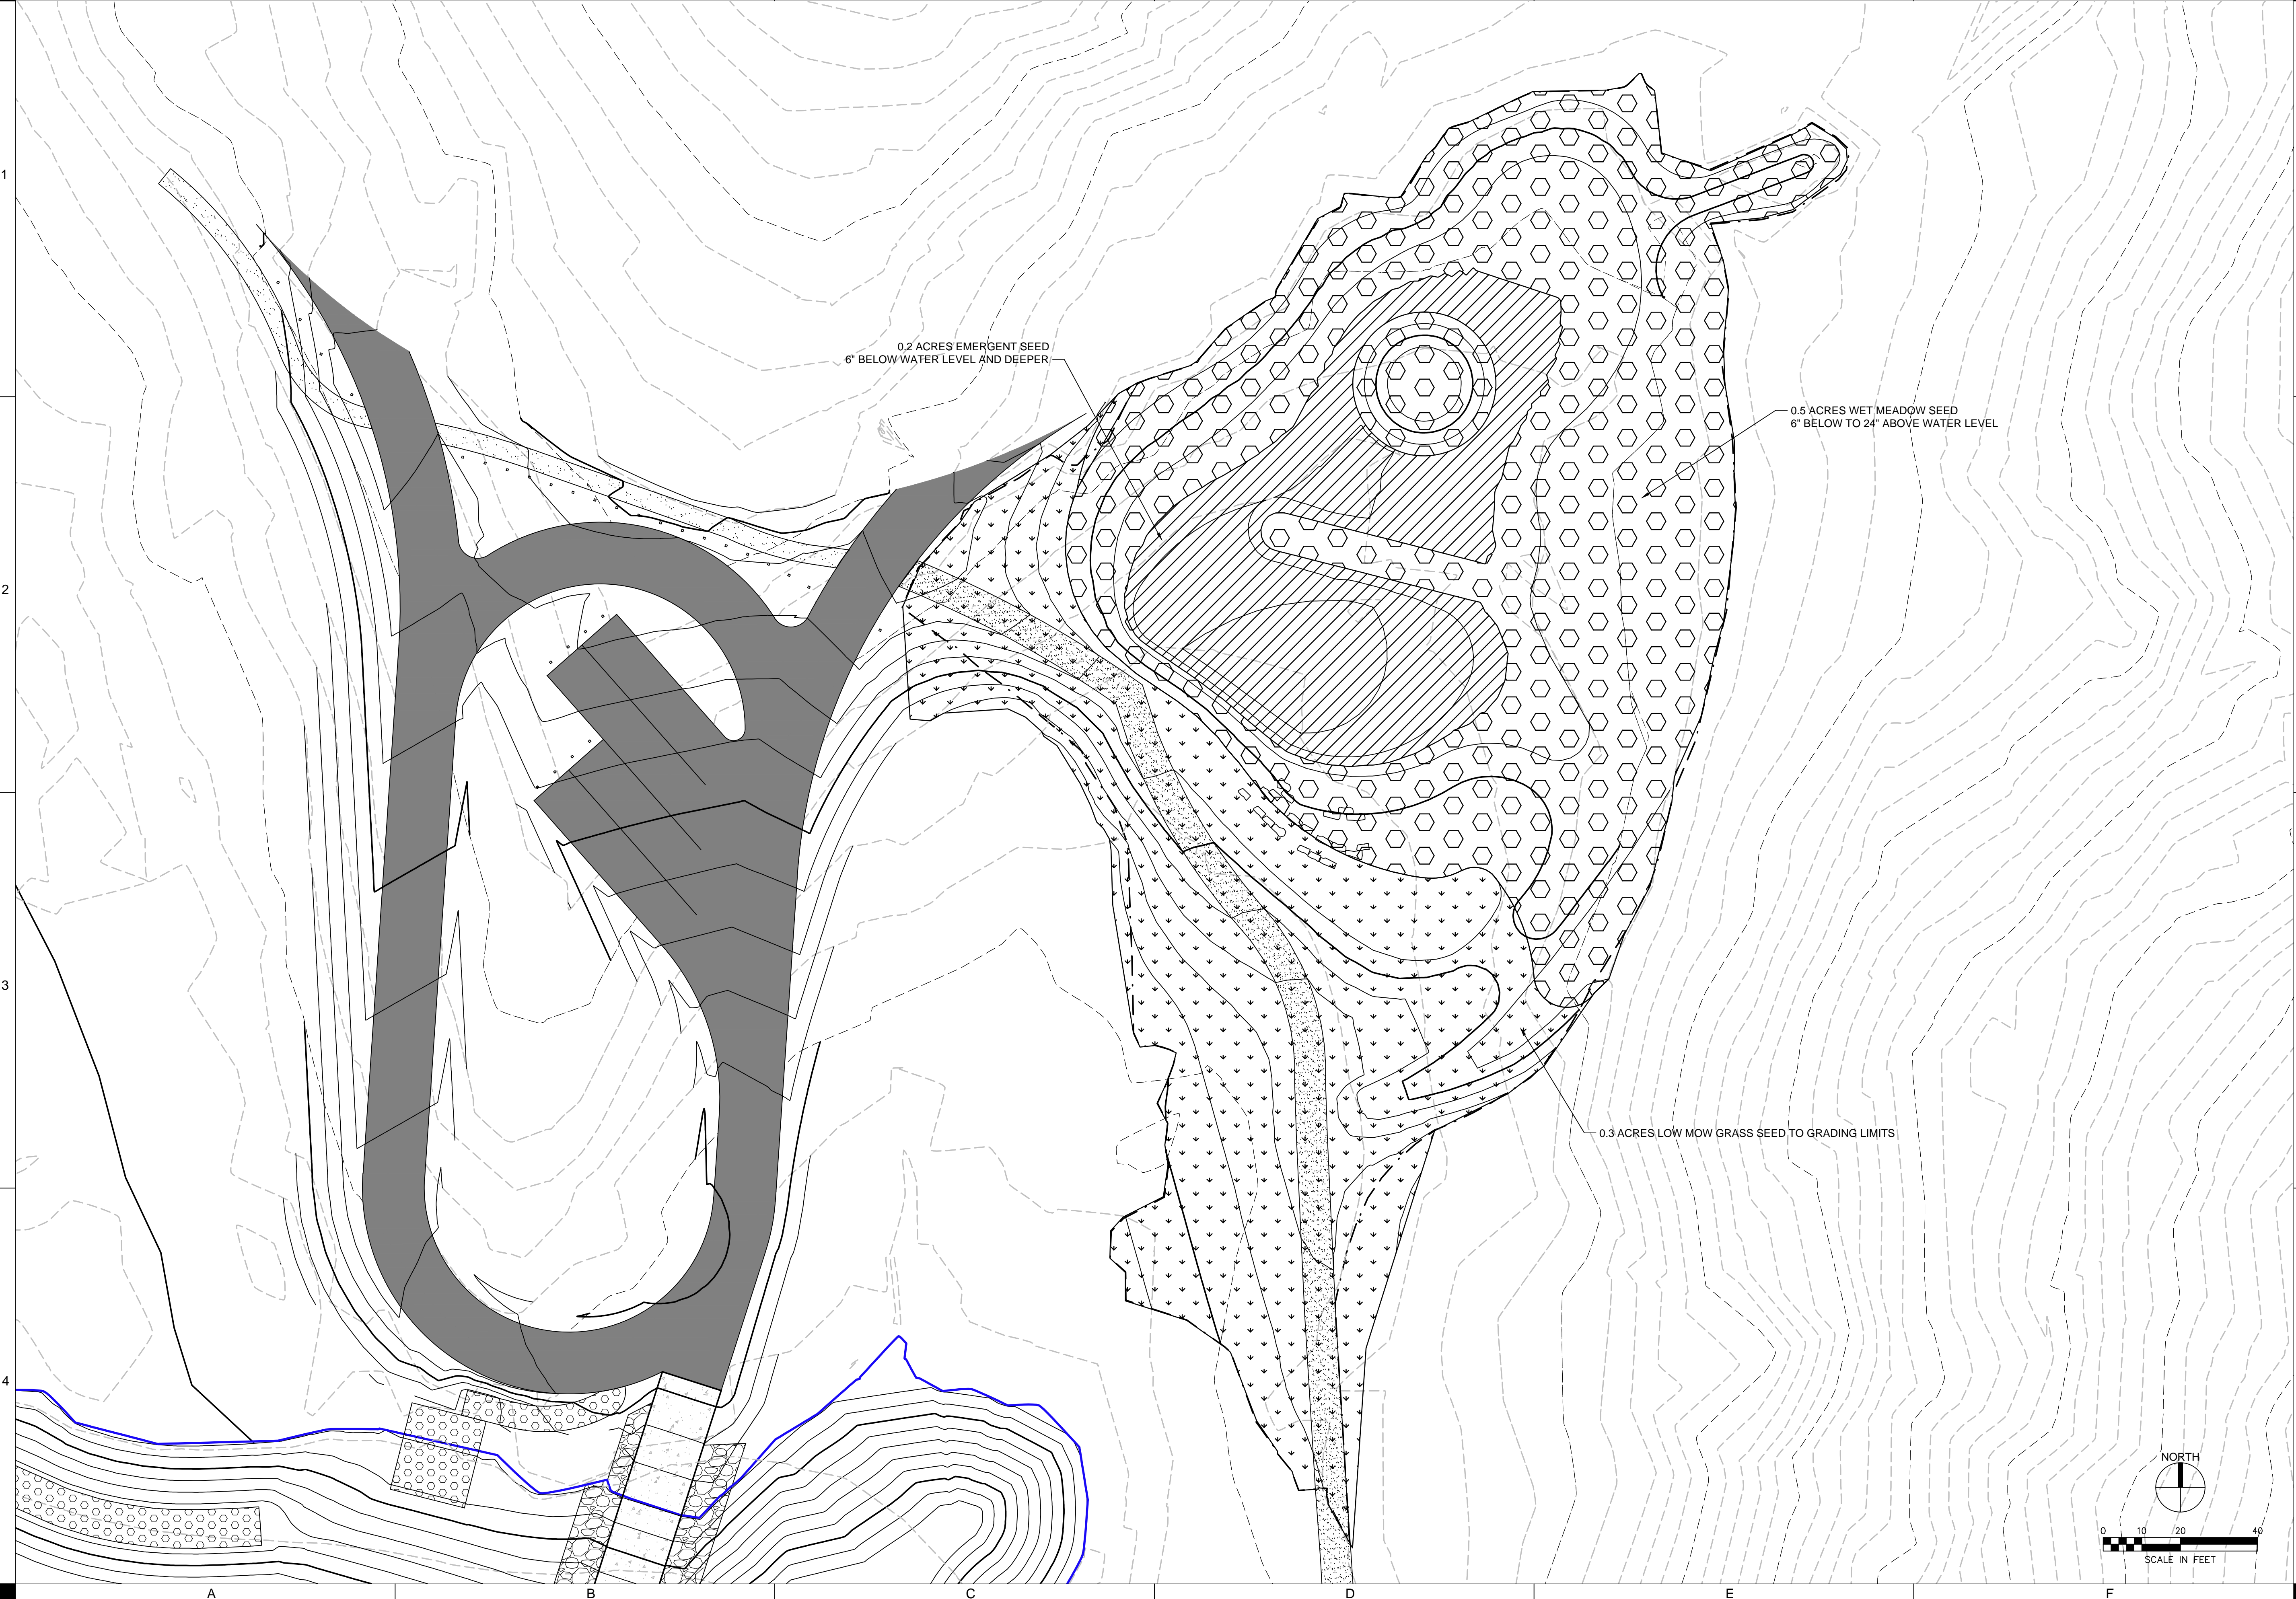 1
0.2 ACRES EMERGENT SEED
6" BELOW WATER LEVEL AND DEEPER
0.5 ACRES WET MEADOW SEED
6" BELOW TO 24" ABOVE WATER LEVEL
2
3
0.3 ACRES LOW MOW GRASS SEED TO GRADING LIMITS
4
NORTH
0 10 20 40
SCALE IN FEET
A B C D E F